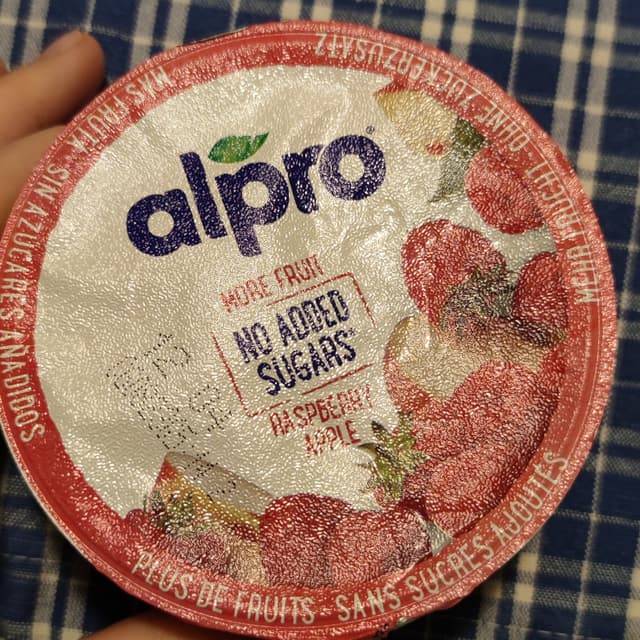 alpro®
MORE FRUIT
NO ADDED
SUGARS*
RASPBERRY
APPLE
MÁS FRUTA · SIN AZÚCARES AÑADIDOS
MEHR FRUCHT · OHNE ZUCKERZUSATZ
PLUS DE FRUITS · SANS SUCRES AJOUTÉS